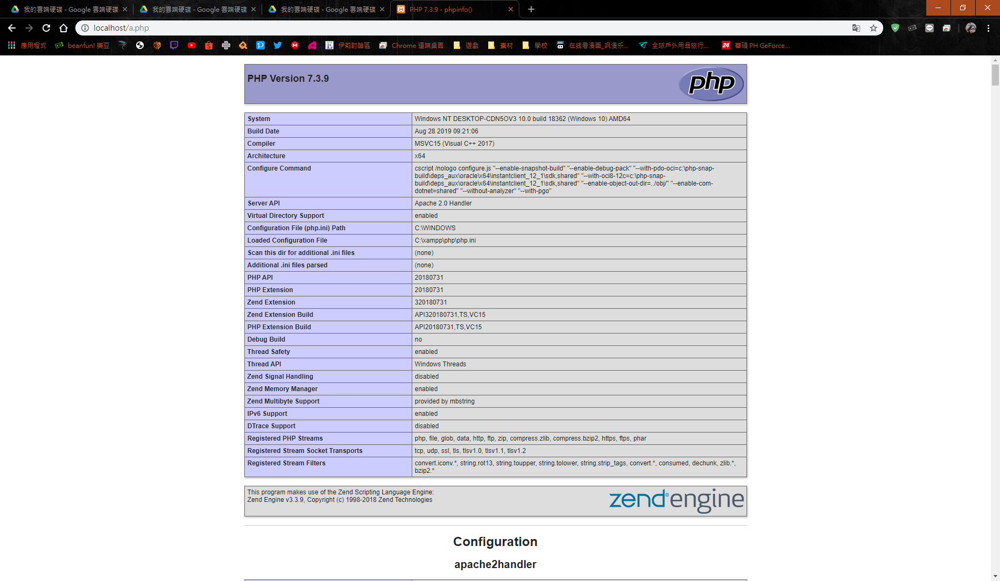 我的雲端硬碟 - Google 雲端硬碟
我的雲端硬碟 - Google 雲端硬碟
我的雲端硬碟 - Google 雲端硬碟
PHP 7.3.9 - phpinfo()
localhost/a.php
應用程式
beanfun! 樂豆
伊莉討論區
Chrome 遠端桌面
遊戲
素材
學校
在线看漫画_飒漫乐...
全球戶外用品旅行...
24
華碩 PH GeForce...
PHP Version 7.3.9
php
System Windows NT DESKTOP-CDN5OV3 10.0 build 18362 (Windows 10) AMD64
Build Date Aug 28 2019 09:21:06
Compiler MSVC15 (Visual C++ 2017)
Architecture x64
Configure Command cscript /nologo configure.js "--enable-snapshot-build" "--enable-debug-pack" "--with-pdo-oci=c:\php-snap-
build\deps_aux\oracle\x64\instantclient_12_1\sdk,shared" "--with-oci8-12c=c:\php-snap-
build\deps_aux\oracle\x64\instantclient_12_1\sdk,shared" "--enable-object-out-dir=../obj/" "--enable-com-
dotnet=shared" "--without-analyzer" "--with-pgo"
Server API Apache 2.0 Handler
Virtual Directory Support enabled
Configuration File (php.ini) Path C:\WINDOWS
Loaded Configuration File C:\xampp\php\php.ini
Scan this dir for additional .ini files (none)
Additional .ini files parsed (none)
PHP API 20180731
PHP Extension 20180731
Zend Extension 320180731
Zend Extension Build API320180731,TS,VC15
PHP Extension Build API20180731,TS,VC15
Debug Build no
Thread Safety enabled
Thread API Windows Threads
Zend Signal Handling disabled
Zend Memory Manager enabled
Zend Multibyte Support provided by mbstring
IPv6 Support enabled
DTrace Support disabled
Registered PHP Streams php, file, glob, data, http, ftp, zip, compress.zlib, compress.bzip2, https, ftps, phar
Registered Stream Socket Transports tcp, udp, ssl, tls, tlsv1.0, tlsv1.1, tlsv1.2
Registered Stream Filters convert.iconv.*, string.rot13, string.toupper, string.tolower, string.strip_tags, convert.*, consumed, dechunk, zlib.*,
bzip2.*
This program makes use of the Zend Scripting Language Engine:
Zend Engine v3.3.9, Copyright (c) 1998-2018 Zend Technologies
zend® engine
Configuration
apache2handler